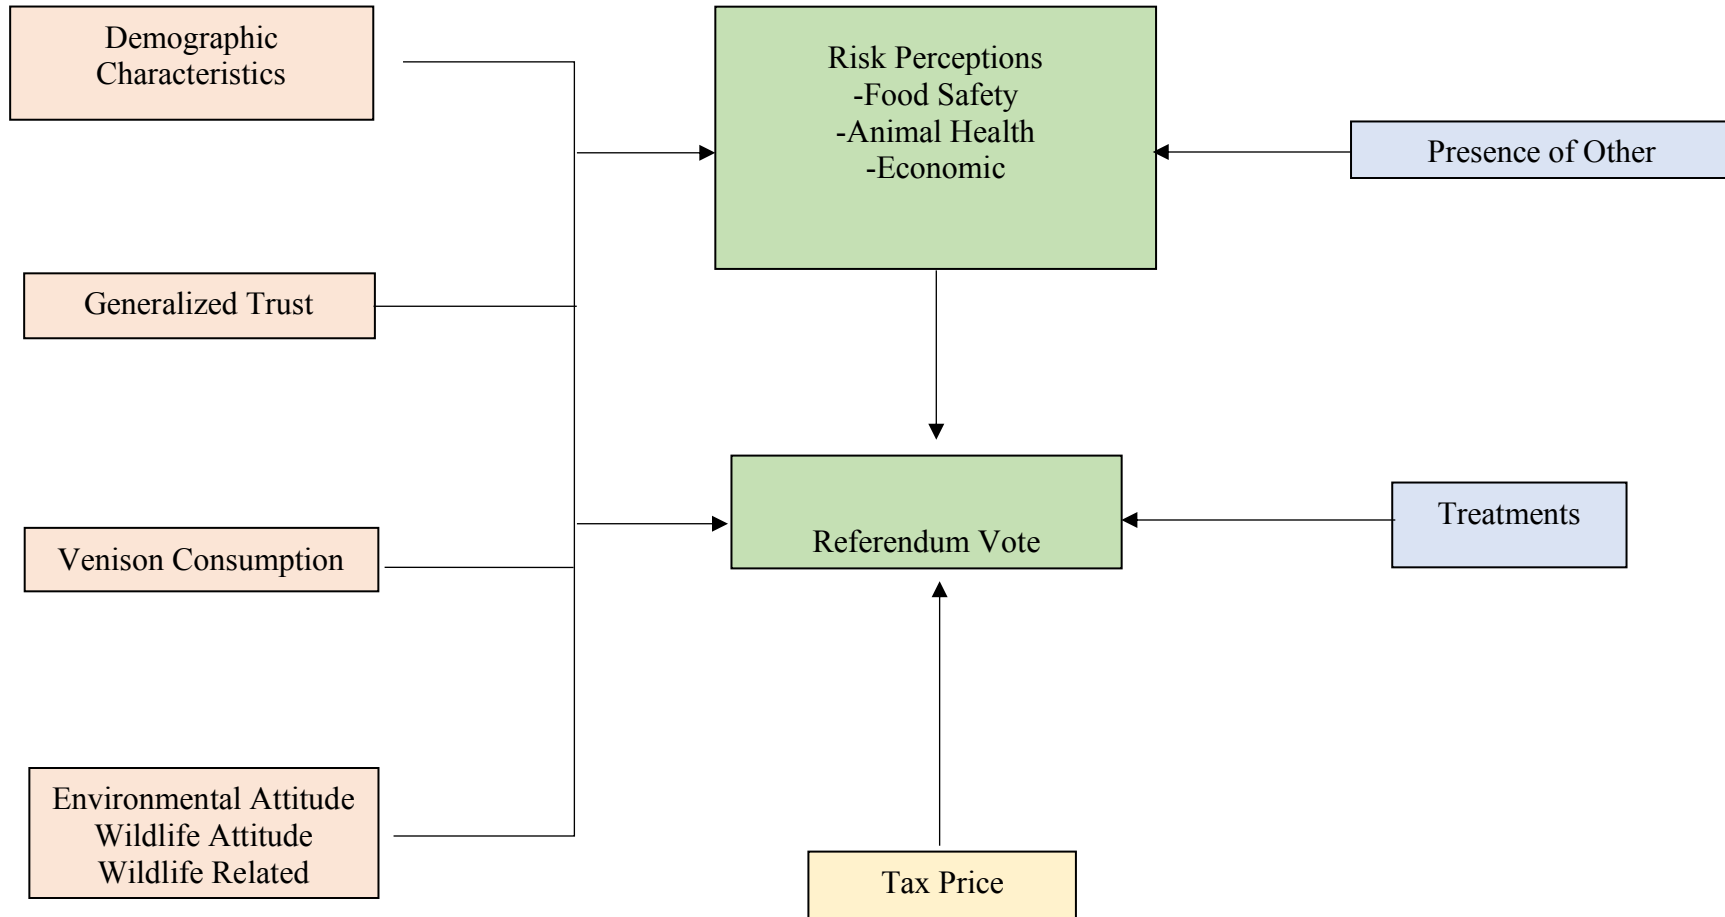 Demographic
Characteristics
Risk Perceptions
-Food Safety
-Animal Health
-Economic
Presence of Other
Generalized Trust
Venison Consumption
Referendum Vote
Treatments
Environmental Attitude
Wildlife Attitude
Wildlife Related
Tax Price